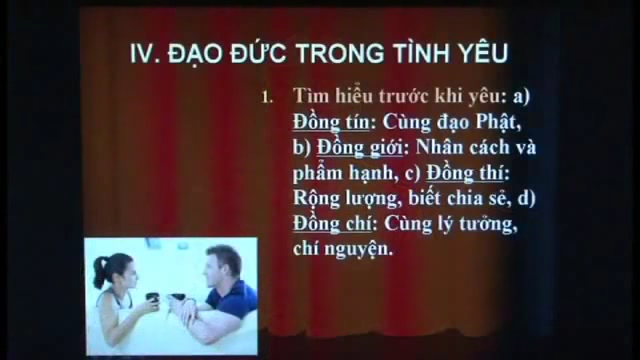 IV. ĐẠO ĐỨC TRONG TÌNH YÊU
1. Tìm hiểu trước khi yêu: a)
Đồng tín: Cùng đạo Phật,
b) Đồng giới: Nhân cách và
phẩm hạnh, c) Đồng thí:
Rộng lượng, biết chia sẻ, d)
Đồng chí: Cùng lý tưởng,
chí nguyện.